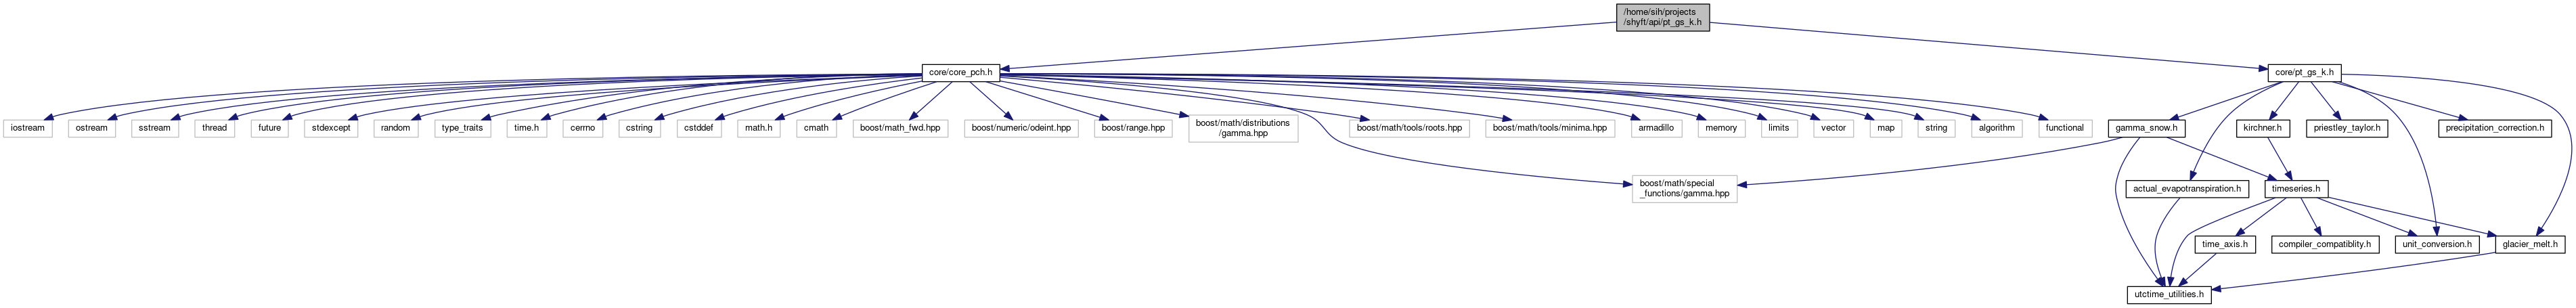 /home/sih/projects
/shyft/api/pt_gs_k.h
core/core_pch.h
core/pt_gs_k.h
iostream
ostream
sstream
thread
future
stdexcept
random
type_traits
time.h
cerrno
cstring
cstddef
math.h
cmath
boost/math_fwd.hpp
boost/numeric/odeint.hpp
boost/range.hpp
boost/math/distributions
/gamma.hpp
boost/math/tools/roots.hpp
boost/math/tools/minima.hpp
armadillo
memory
limits
vector
map
string
algorithm
functional
gamma_snow.h
kirchner.h
priestley_taylor.h
precipitation_correction.h
boost/math/special
_functions/gamma.hpp
actual_evapotranspiration.h
timeseries.h
time_axis.h
compiler_compatiblity.h
unit_conversion.h
glacier_melt.h
utctime_utilities.h